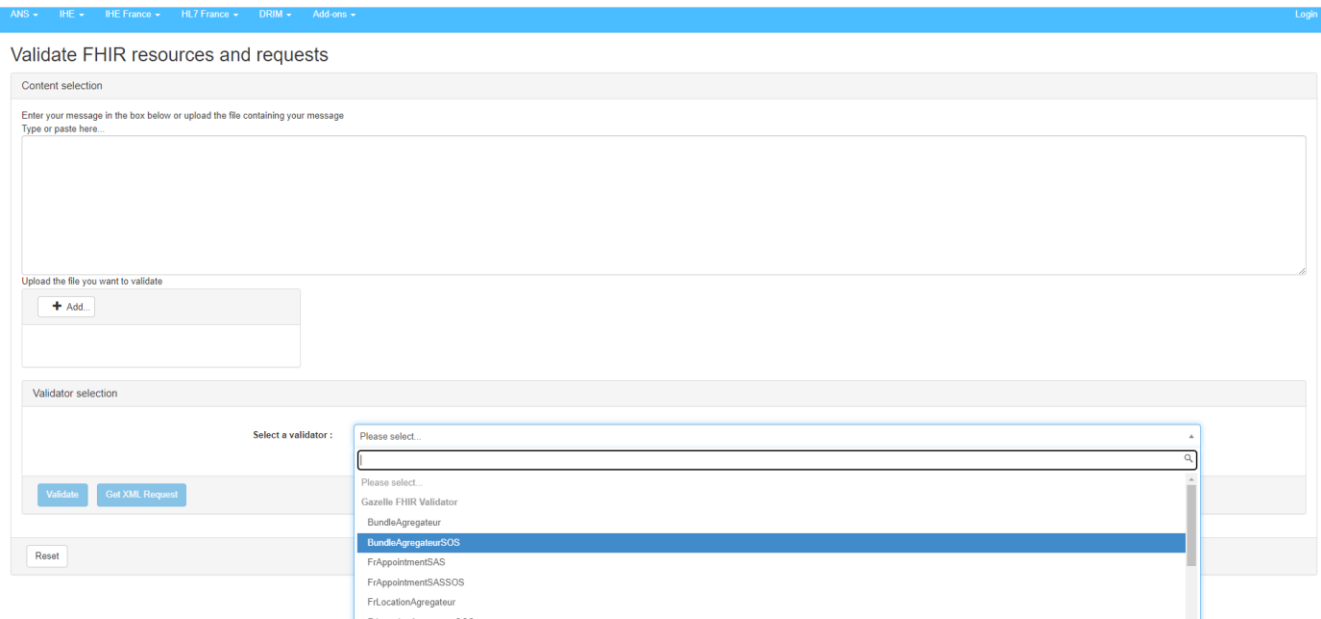 ANS IHE IHE France HL7 France DRIM Add-ons Login
Validate FHIR resources and requests
Content selection
Enter your message in the box below or upload the file containing your message
Type or paste here...
Upload the file you want to validate
+ Add...
Validator selection
Select a validator : Please select...
Please select...
Validate Get XML Request
Gazelle FHIR Validator
BundleAgregateur
BundleAgregateurSOS
Reset
FrAppointmentSAS
FrAppointmentSASSOS
FrLocationAgregateur